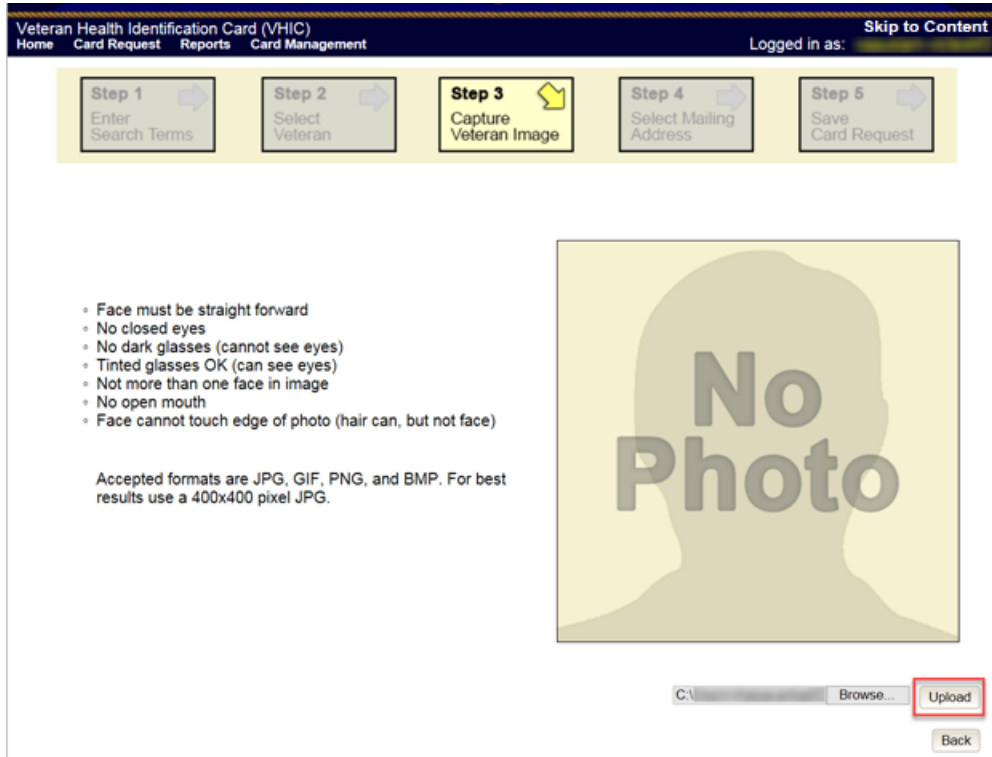 Veteran Health Identification Card (VHIC)
Skip to Content
Home Card Request Reports Card Management
Logged in as:
Step 1
Enter
Search Terms
Step 2
Select
Veteran
Step 3
Capture
Veteran Image
Step 4
Select Mailing
Address
Step 5
Save
Card Request
Face must be straight forward
No closed eyes
No dark glasses (cannot see eyes)
Tinted glasses OK (can see eyes)
Not more than one face in image
No open mouth
Face cannot touch edge of photo (hair can, but not face)
Accepted formats are JPG, GIF, PNG, and BMP. For best
results use a 400x400 pixel JPG.
No
Photo
C:\
Browse...
Upload
Back